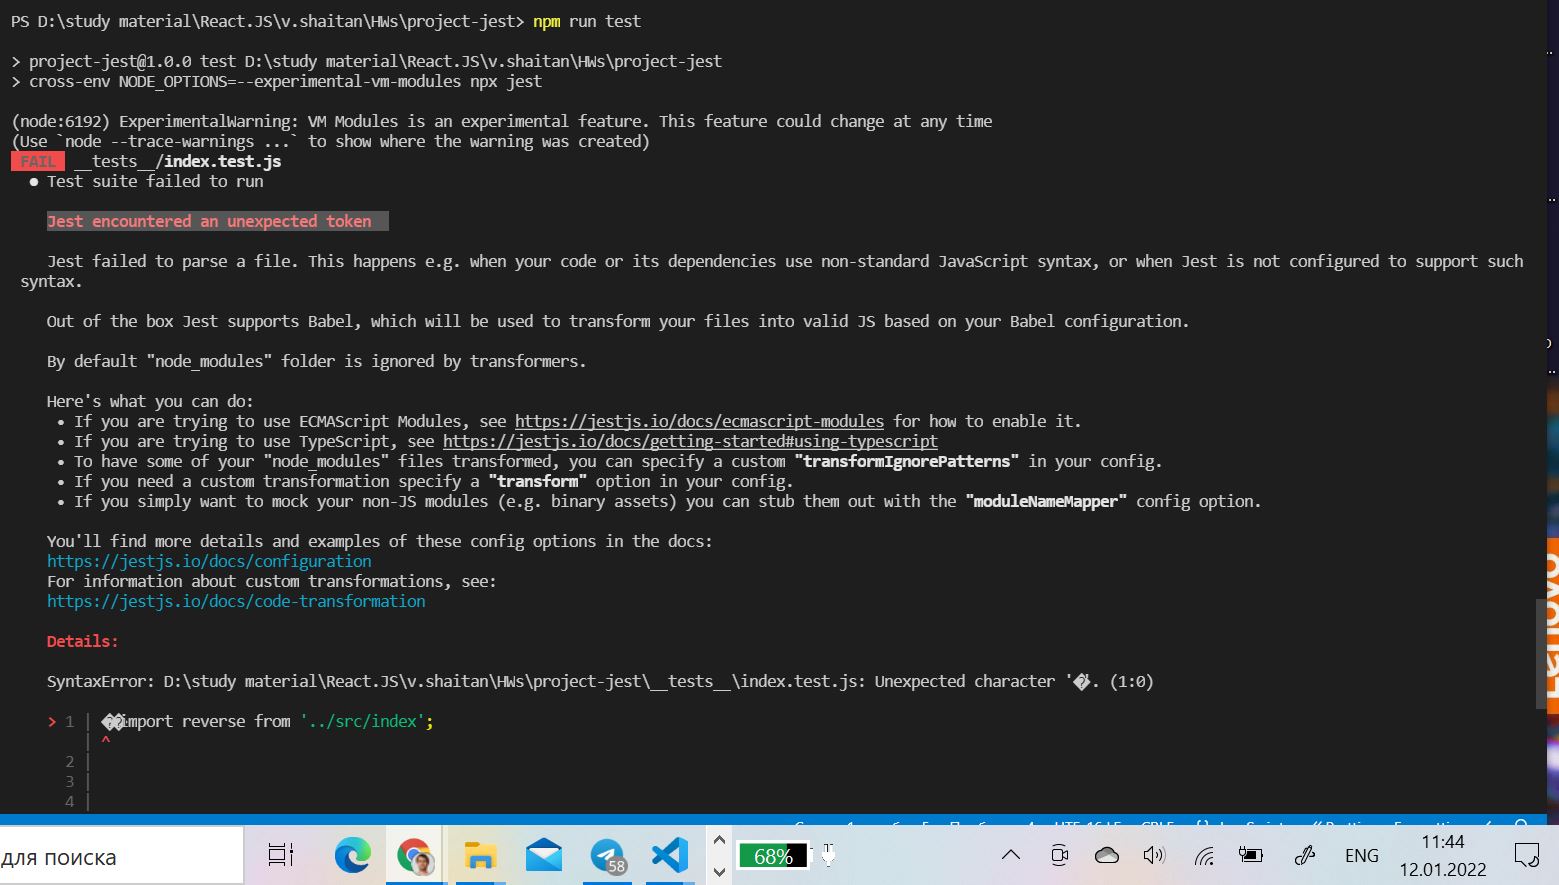 PS D:\study material\React.JS\v.shaitan\HWs\project-jest> npm run test
> project-jest@1.0.0 test D:\study material\React.JS\v.shaitan\HWs\project-jest
> cross-env NODE_OPTIONS=--experimental-vm-modules npx jest
(node:6192) ExperimentalWarning: VM Modules is an experimental feature. This feature could change at any time
(Use `node --trace-warnings ...` to show where the warning was created)
FAIL __tests__/index.test.js
● Test suite failed to run
Jest encountered an unexpected token
Jest failed to parse a file. This happens e.g. when your code or its dependencies use non-standard JavaScript syntax, or when Jest is not configured to support such
syntax.
Out of the box Jest supports Babel, which will be used to transform your files into valid JS based on your Babel configuration.
By default "node_modules" folder is ignored by transformers.
Here's what you can do:
• If you are trying to use ECMAScript Modules, see https://jestjs.io/docs/ecmascript-modules for how to enable it.
• If you are trying to use TypeScript, see https://jestjs.io/docs/getting-started#using-typescript
• To have some of your "node_modules" files transformed, you can specify a custom "transformIgnorePatterns" in your config.
• If you need a custom transformation specify a "transform" option in your config.
• If you simply want to mock your non-JS modules (e.g. binary assets) you can stub them out with the "moduleNameMapper" config option.
You'll find more details and examples of these config options in the docs:
https://jestjs.io/docs/configuration
For information about custom transformations, see:
https://jestjs.io/docs/code-transformation
Details:
SyntaxError: D:\study material\React.JS\v.shaitan\HWs\project-jest\__tests__\index.test.js: Unexpected character '�'. (1:0)
> 1 | ��import reverse from '../src/index';
| ^
2 |
3 |
4 |
Lenovo
для поиска
58
68%
ENG
11:44
12.01.2022